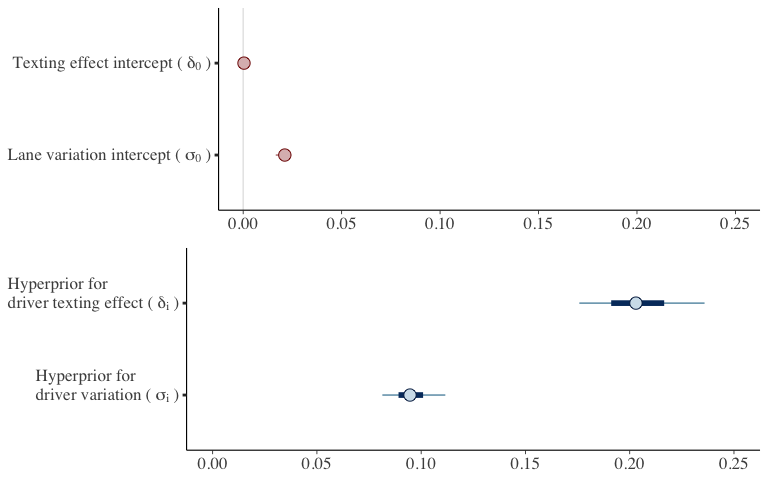 Texting effect intercept ( δ₀ )
Lane variation intercept ( σ₀ )
0.00 0.05 0.10 0.15 0.20 0.25
Hyperprior for
driver texting effect ( δᵢ )
Hyperprior for
driver variation ( σᵢ )
0.00 0.05 0.10 0.15 0.20 0.25